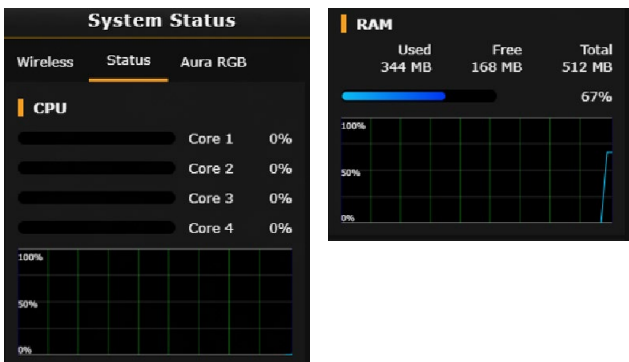 System Status
Wireless Status Aura RGB
CPU
Core 1 0%
Core 2 0%
Core 3 0%
Core 4 0%
100%
50%
0%
RAM
Used Free Total
344 MB 168 MB 512 MB
67%
100%
50%
0%